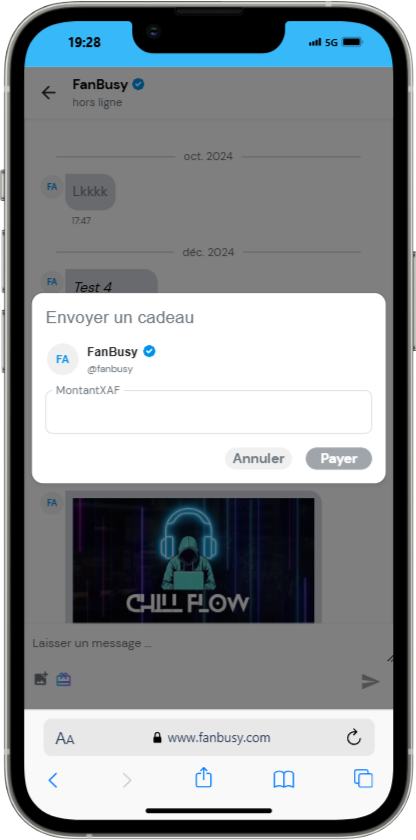 19:28
5G
FanBusy
hors ligne
oct. 2024
FA
Lkkkk
17:47
déc. 2024
FA
Test 4
Envoyer un cadeau
FA
FanBusy
@fanbusy
MontantXAF
Annuler
Payer
FA
CHILL FLOW
Laisser un message ...
AA
www.fanbusy.com